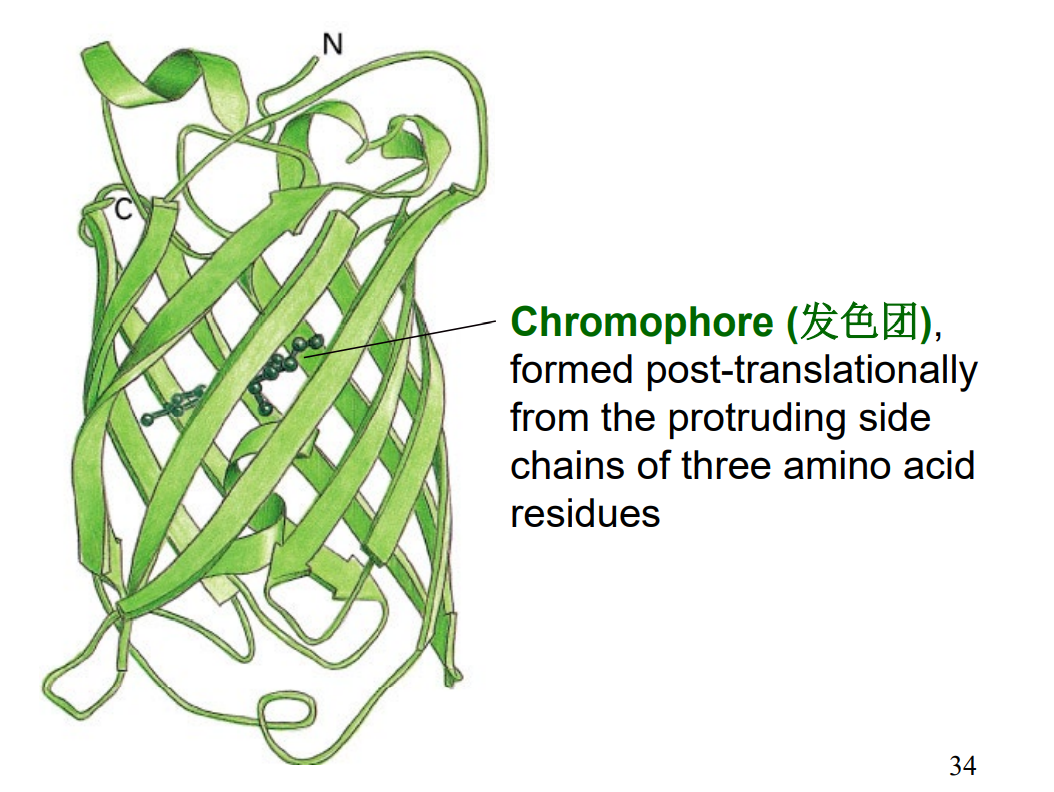 N
C
Chromophore (发色团),
formed post-translationally
from the protruding side
chains of three amino acid
residues
34